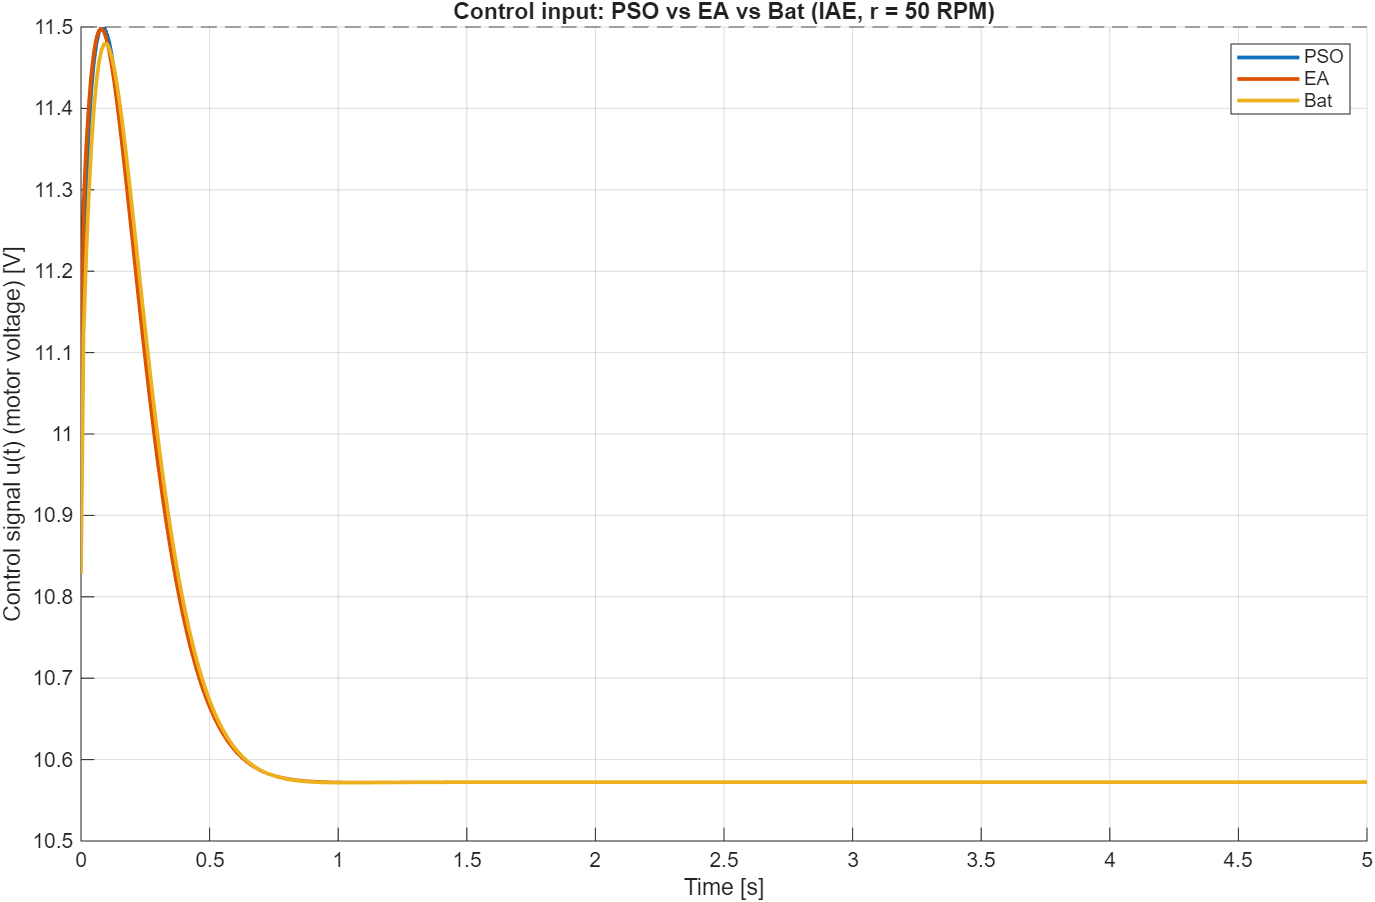 Control input: PSO vs EA vs Bat (IAE, r = 50 RPM)
PSO
EA
Bat
Control signal u(t) (motor voltage) [V]
11.5
11.4
11.3
11.2
11.1
11
10.9
10.8
10.7
10.6
10.5
0 0.5 1 1.5 2 2.5 3 3.5 4 4.5 5
Time [s]